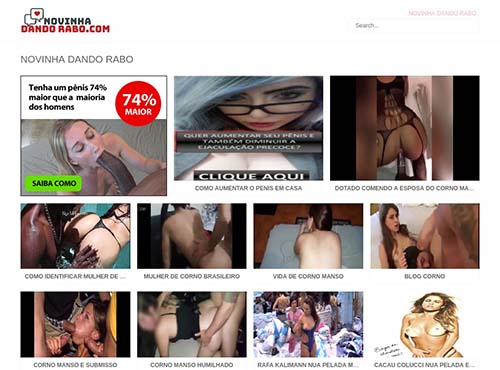 NOVINHA
DANDO RABO.COM
NOVINHA DANDO RABO
Search...
NOVINHA DANDO RABO
Tenha um pênis 74%
maior que a maioria
dos homens
74%
MAIOR
SAIBA COMO
QUER AUMENTAR SEU PÊNIS E
TAMBÉM DIMINUIR A
EJACULAÇÃO PRECOCE?
CLIQUE AQUI
COMO AUMENTAR O PENIS EM CASA
DOTADO COMENDO A ESPOSA DO CORNO MA...
COMO IDENTIFICAR MULHER DE ...
MULHER DE CORNO BRASILEIRO
VIDA DE CORNO MANSO
BLOG CORNO
CORNO MANSO E SUBMISSO
CORNO MANSO HUMILHADO
RAFA KALIMANN NUA PELADA M...
CACAU COLUCCI NUA PELADA E...